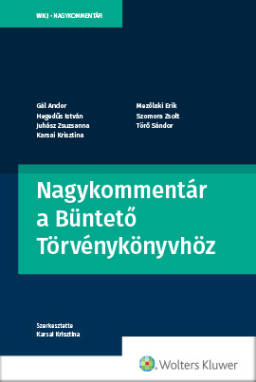 WKJ - NAGYKOMMENTÁR
Gál Andor
Hegedűs István
Juhász Zsuzsanna
Karsai Krisztina
Mezőlaki Erik
Szomora Zsolt
Törő Sándor
Nagykommentár
a Büntető
Törvénykönyvhöz
Szerkesztette
Karsai Krisztina
Wolters Kluwer